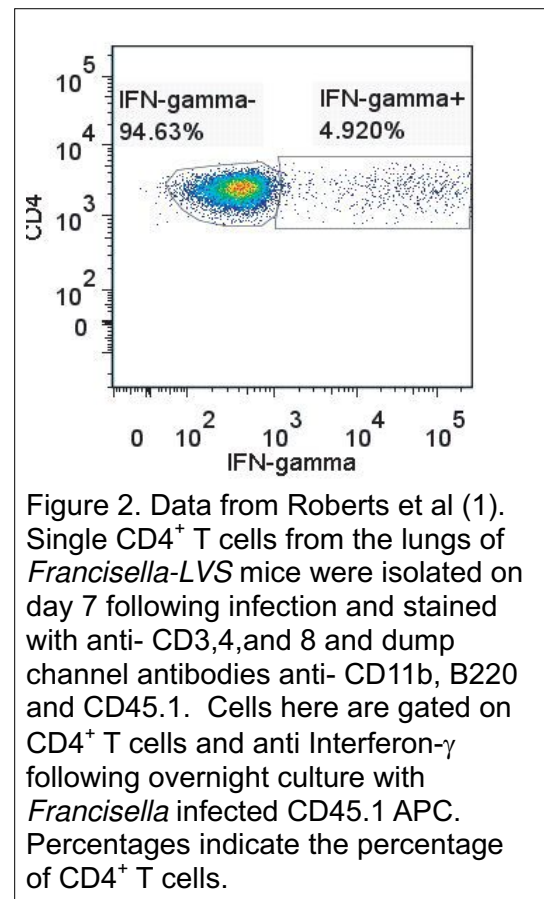 10^5
IFN-gamma- IFN-gamma+
94.63% 4.920%
10^4
CD4
10^3
10^2
0
0 10^2 10^3 10^4 10^5
IFN-gamma
Figure 2. Data from Roberts et al (1).
Single CD4⁺ T cells from the lungs of
Francisella-LVS mice were isolated on
day 7 following infection and stained
with anti- CD3,4,and 8 and dump
channel antibodies anti- CD11b, B220
and CD45.1.  Cells here are gated on
CD4⁺ T cells and anti Interferon-γ
following overnight culture with
Francisella infected CD45.1 APC.
Percentages indicate the percentage
of CD4⁺ T cells.